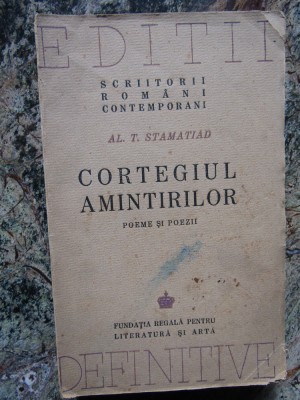 EDITII
SCRIITORII
ROMÂNI
CONTEMPORANI
AL. T. STAMATIAD
CORTEGIUL
AMINTIRILOR
POEME ȘI POEZII
FUNDAȚIA REGALĂ PENTRU
LITERATURĂ ȘI ARTĂ
DEFINITIVE